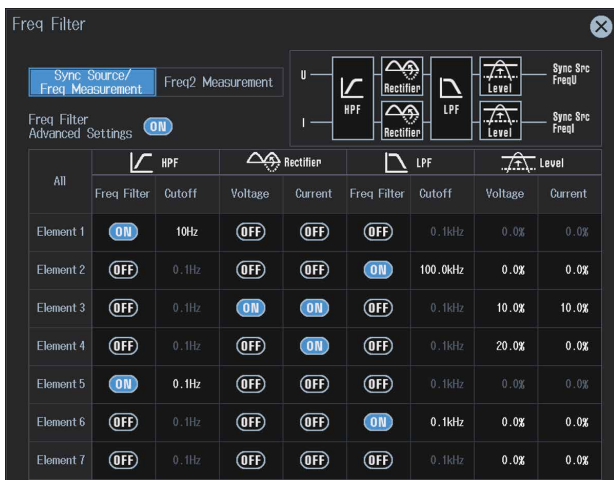 Freq Filter
Sync Source/
Freq Measurement
Freq2 Measurement
Freq Filter
Advanced Settings ON
U
I
HPF
Rectifier
Rectifier
LPF
Level
Level
Sync Src
FreqU
Sync Src
FreqI
All HPF Rectifier LPF Level
Freq Filter Cutoff Voltage Current Freq Filter Cutoff Voltage Current
Element 1 ON 10Hz OFF OFF OFF 0.1kHz 0.0% 0.0%
Element 2 OFF 0.1Hz OFF OFF ON 100.0kHz 0.0% 0.0%
Element 3 OFF 0.1Hz ON ON OFF 0.1kHz 10.0% 10.0%
Element 4 OFF 0.1Hz OFF ON OFF 0.1kHz 20.0% 0.0%
Element 5 ON 0.1Hz OFF OFF OFF 0.1kHz 0.0% 0.0%
Element 6 OFF 0.1Hz OFF OFF ON 0.1kHz 0.0% 0.0%
Element 7 OFF 0.1Hz OFF OFF OFF 0.1kHz 0.0% 0.0%